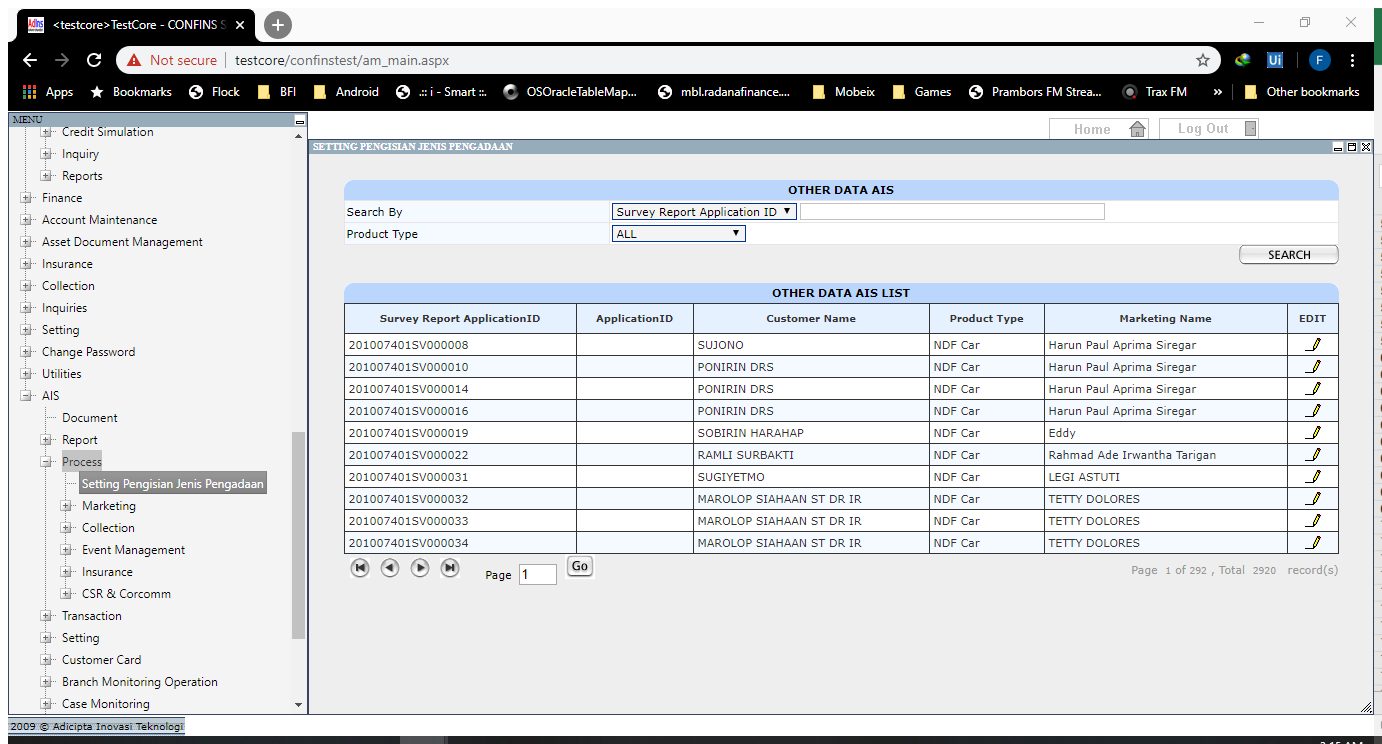 <testcore>TestCore - CONFINS S
Not secure testcore/confinstest/am_main.aspx
Ui
F
Apps Bookmarks Flock BFI Android .:: i - Smart ::. OSOracleTableMap... mbl.radanafinance.... Mobeix Games Prambors FM Strea... Trax FM » Other bookmarks
MENU
Credit Simulation
Inquiry
Reports
Finance
Account Maintenance
Asset Document Management
Insurance
Collection
Inquiries
Setting
Change Password
Utilities
AIS
Document
Report
Process
Setting Pengisian Jenis Pengadaan
Marketing
Collection
Event Management
Insurance
CSR & Corcomm
Transaction
Setting
Customer Card
Branch Monitoring Operation
Case Monitoring
2009 © Adicipta Inovasi Teknologi
Home Log Out
SETTING PENGISIAN JENIS PENGADAAN
OTHER DATA AIS
Search By Survey Report Application ID
Product Type ALL
SEARCH
OTHER DATA AIS LIST
Survey Report ApplicationID ApplicationID Customer Name Product Type Marketing Name EDIT
201007401SV000008 SUJONO NDF Car Harun Paul Aprima Siregar
201007401SV000010 PONIRIN DRS NDF Car Harun Paul Aprima Siregar
201007401SV000014 PONIRIN DRS NDF Car Harun Paul Aprima Siregar
201007401SV000016 PONIRIN DRS NDF Car Harun Paul Aprima Siregar
201007401SV000019 SOBIRIN HARAHAP NDF Car Eddy
201007401SV000022 RAMLI SURBAKTI NDF Car Rahmad Ade Irwantha Tarigan
201007401SV000031 SUGIYETMO NDF Car LEGI ASTUTI
201007401SV000032 MAROLOP SIAHAAN ST DR IR NDF Car TETTY DOLORES
201007401SV000033 MAROLOP SIAHAAN ST DR IR NDF Car TETTY DOLORES
201007401SV000034 MAROLOP SIAHAAN ST DR IR NDF Car TETTY DOLORES
Page 1 Go Page 1 of 292 , Total 2920 record(s)